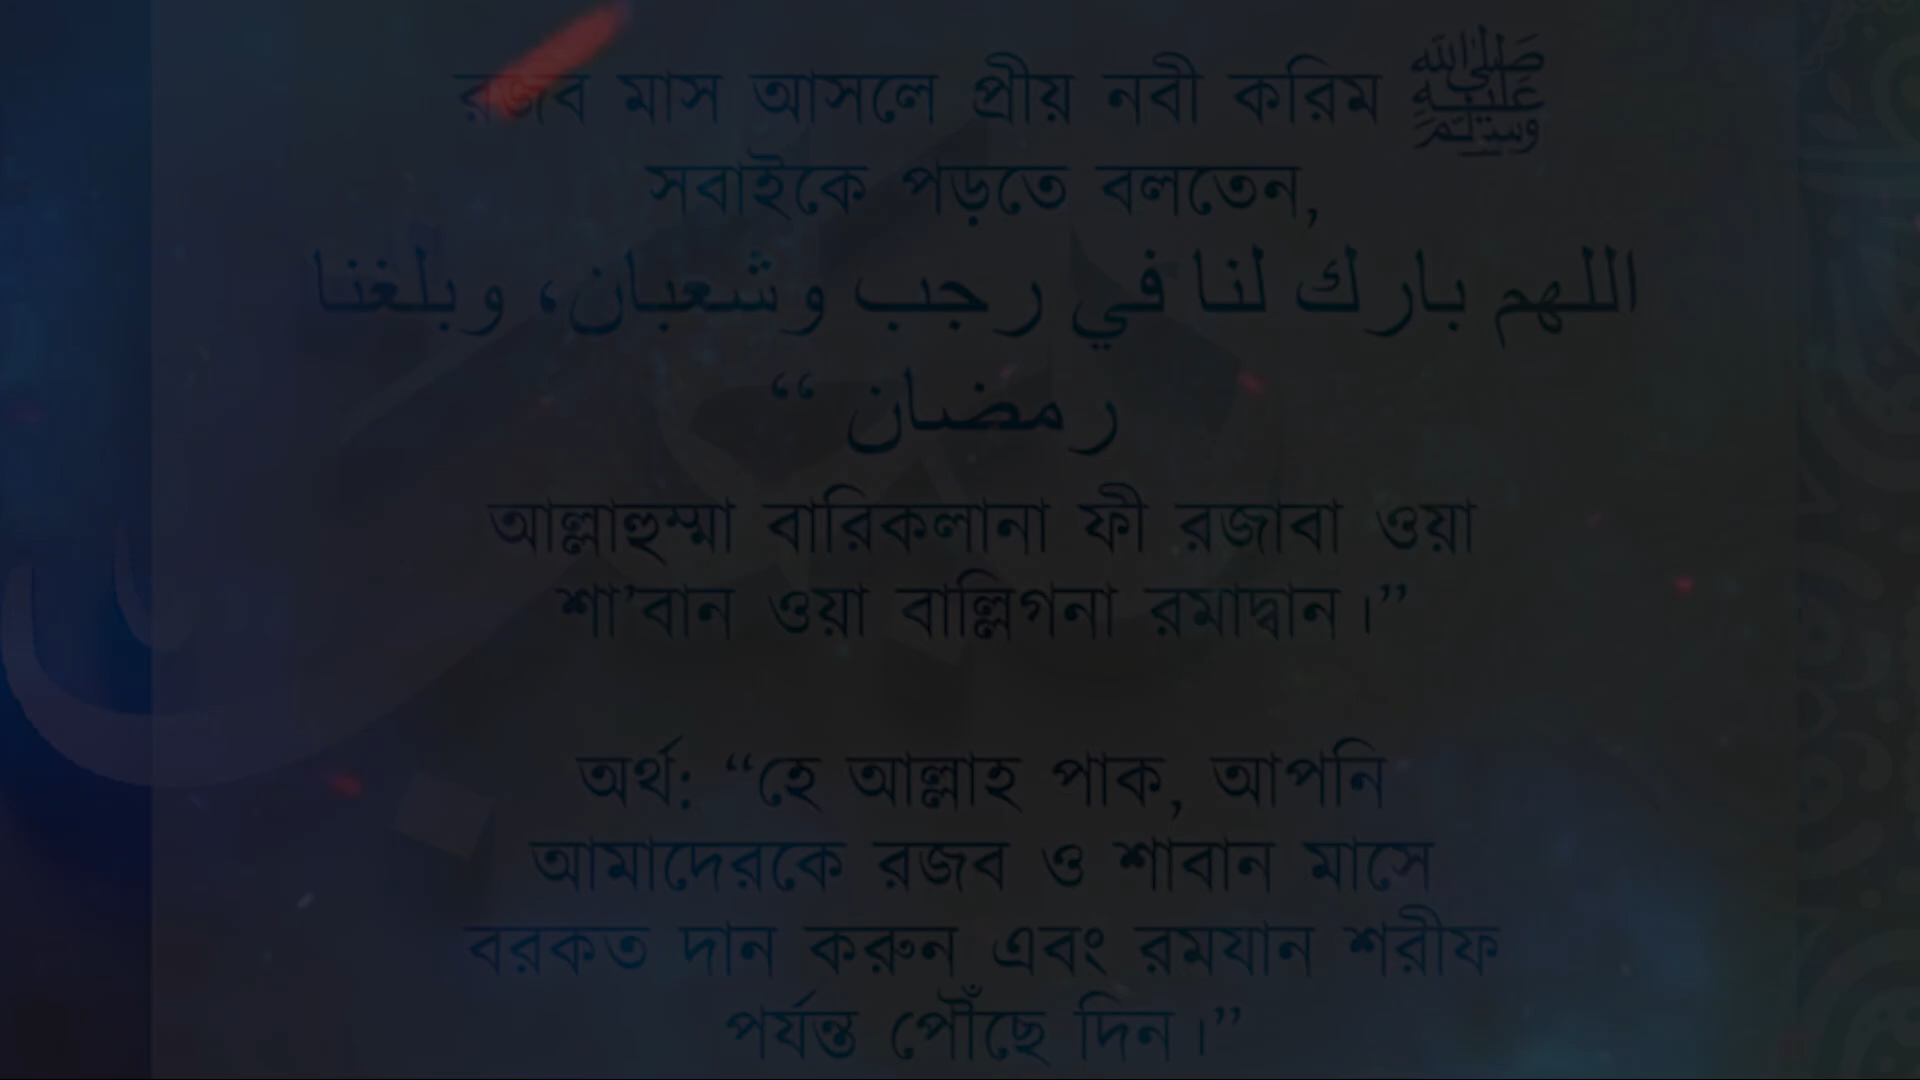 রজব মাস আসলে প্রীয় নবী করিম ﷺ
সবাইকে পড়তে বলতেন,
اللهم بارك لنا في رجب وشعبان، وبلغنا
رمضان “
আল্লাহুম্মা বারিকলানা ফী রজাবা ওয়া
শা’বান ওয়া বাল্লিগনা রমাদ্বান।”
অর্থ: “হে আল্লাহ পাক, আপনি
আমাদেরকে রজব ও শাবান মাসে
বরকত দান করুন এবং রমযান শরীফ
পর্যন্ত পৌঁছে দিন।”